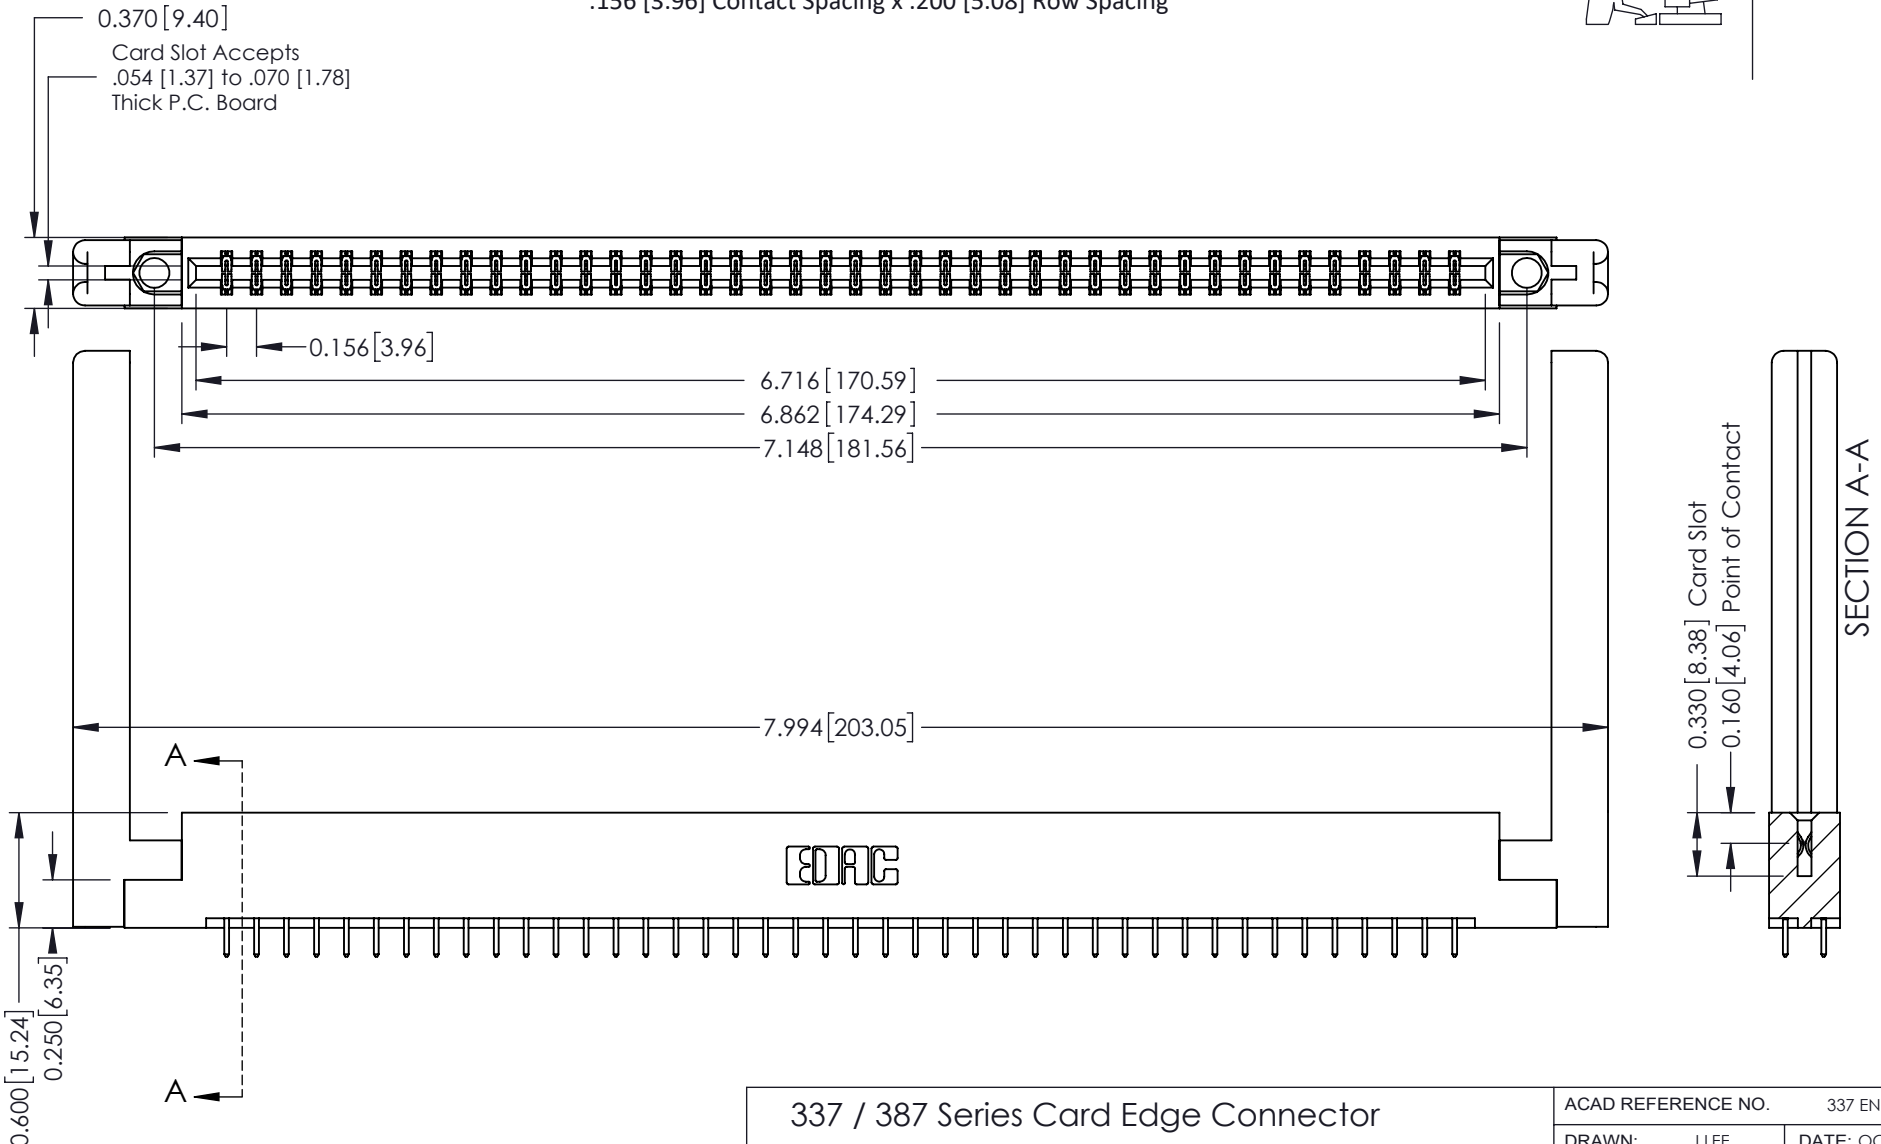 .156 [3.96] Contact Spacing x .200 [5.08] Row Spacing
0.370 [9.40]
Card Slot Accepts
.054 [1.37] to .070 [1.78]
Thick P.C. Board
0.156 [3.96]
6.716 [170.59]
6.862 [174.29]
7.148 [181.56]
0.330 [8.38] Card Slot
0.160 [4.06] Point of Contact
SECTION A-A
7.994 [203.05]
A
EDAC
0.600 [15.24]
0.250 [6.35]
A
337 / 387 Series Card Edge Connector
ACAD REFERENCE NO. 337 EN
DRAWN: J.LEE DATE: OC